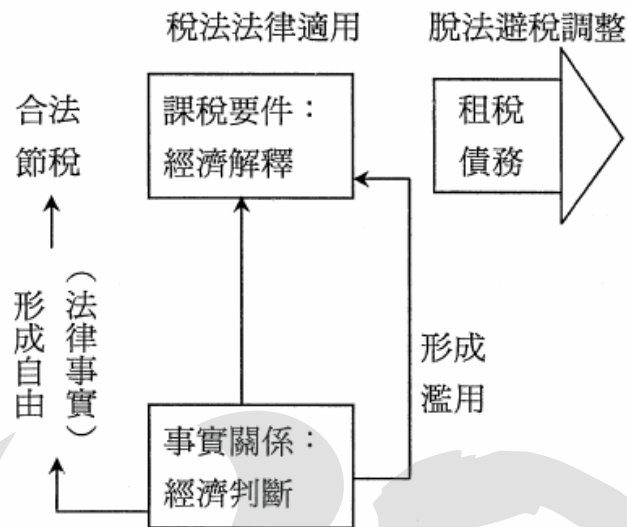 稅法法律適用
脫法避稅調整
合法
節稅
課稅要件：
經濟解釋
租稅
債務
（法律事實）
形成自由
形成
濫用
事實關係：
經濟判斷